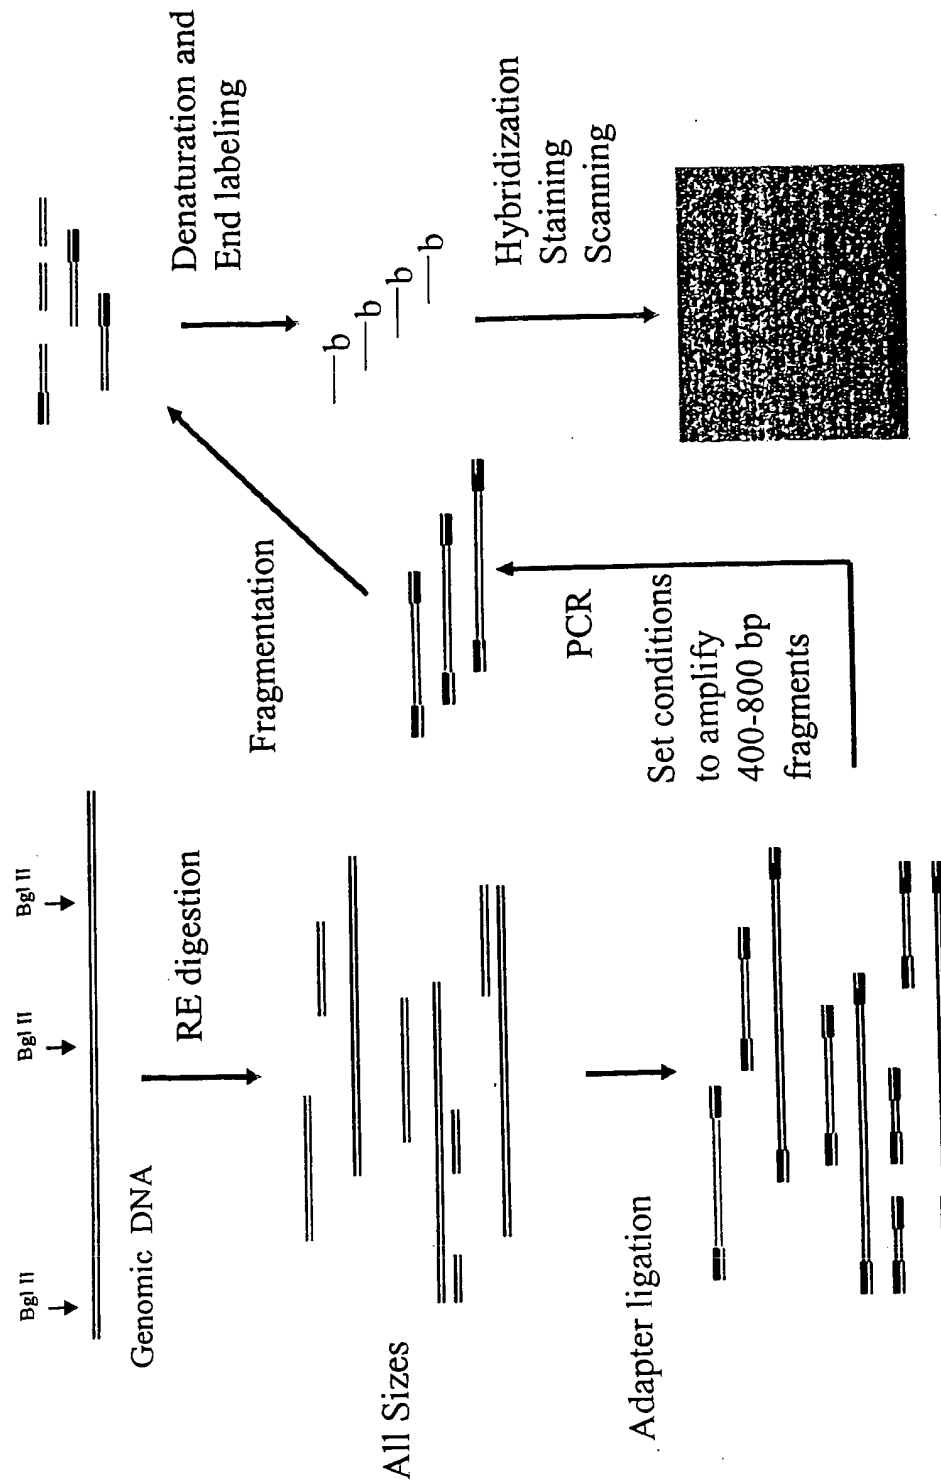 Bgl II
Bgl II
Bgl II
Genomic DNA
RE digestion
All Sizes
Adapter ligation
Set conditions
to amplify
400-800 bp
fragments
PCR
Fragmentation
Denaturation and
End labeling
b
b
b
b
Hybridization
Staining
Scanning